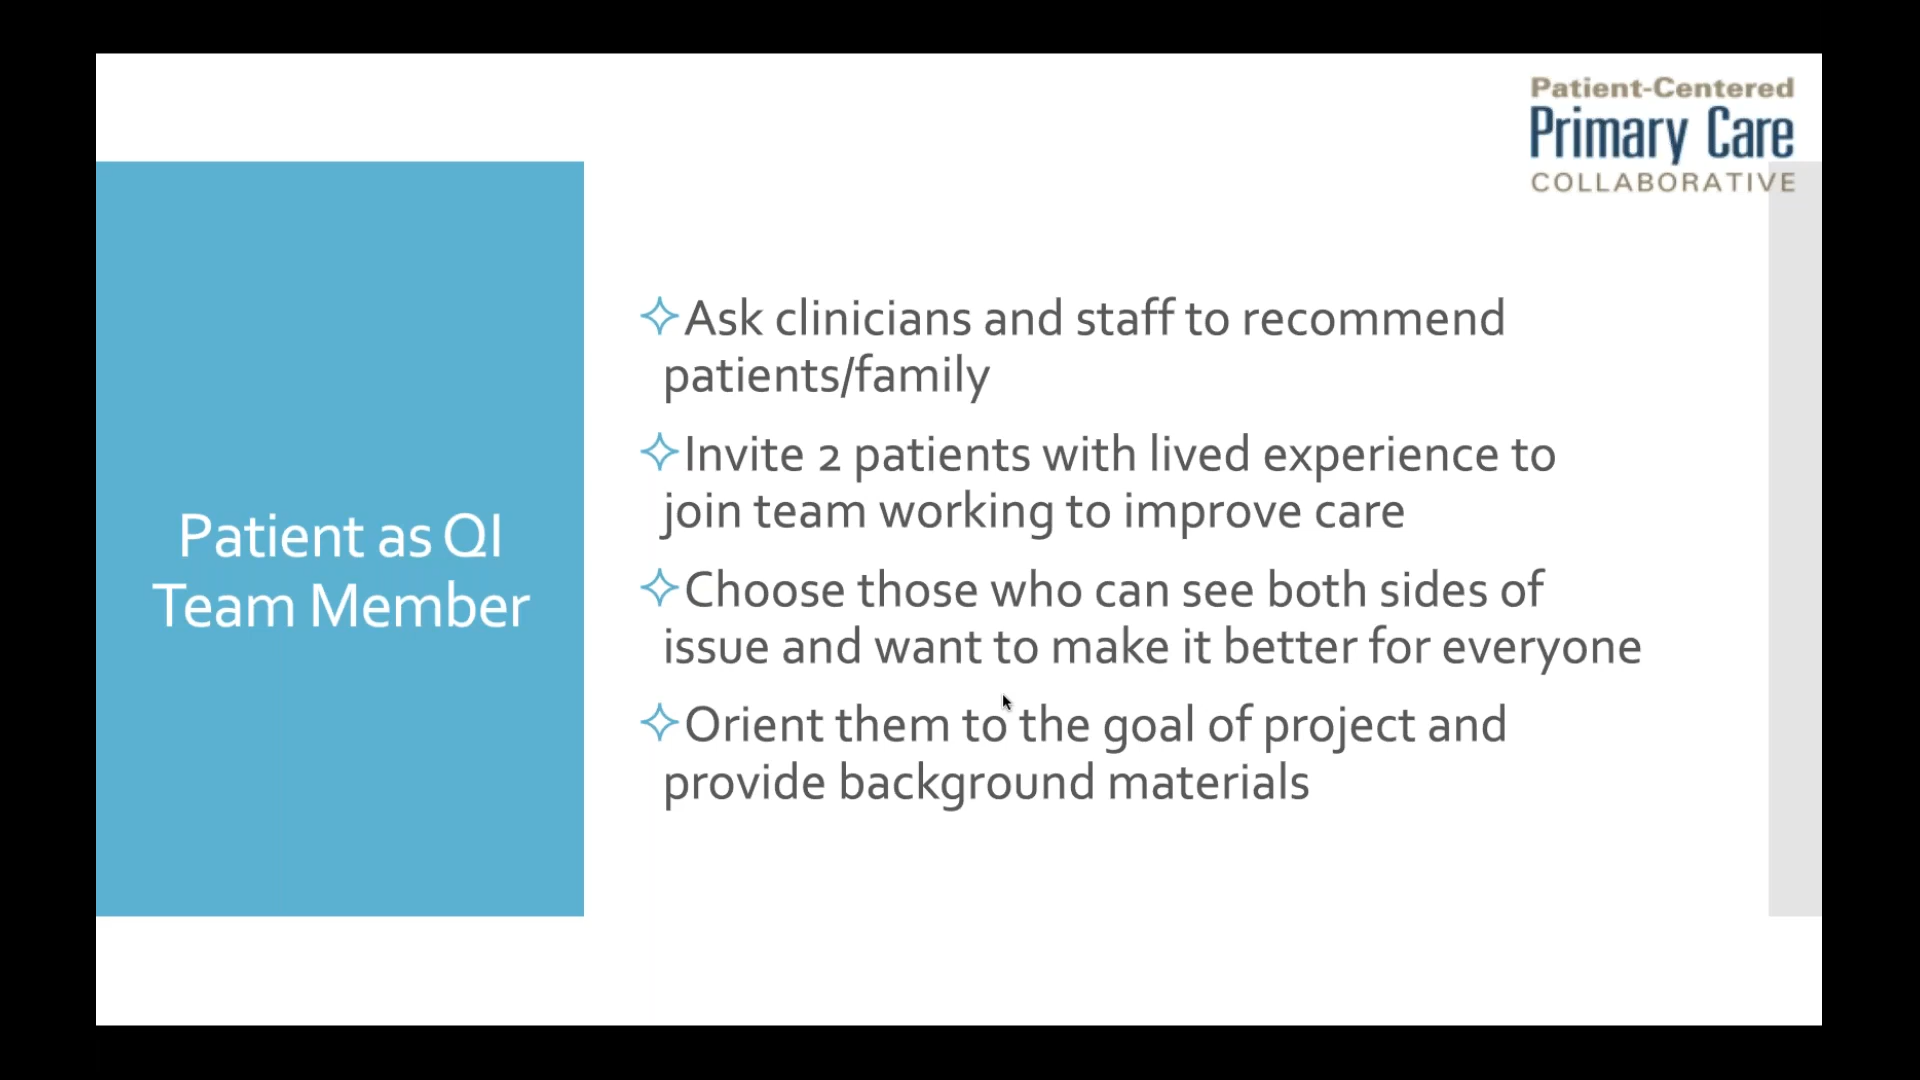 Patient-Centered
Primary Care
COLLABORATIVE
Patient as QI
Team Member
Ask clinicians and staff to recommend
patients/family
Invite 2 patients with lived experience to
join team working to improve care
Choose those who can see both sides of
issue and want to make it better for everyone
Orient them to the goal of project and
provide background materials